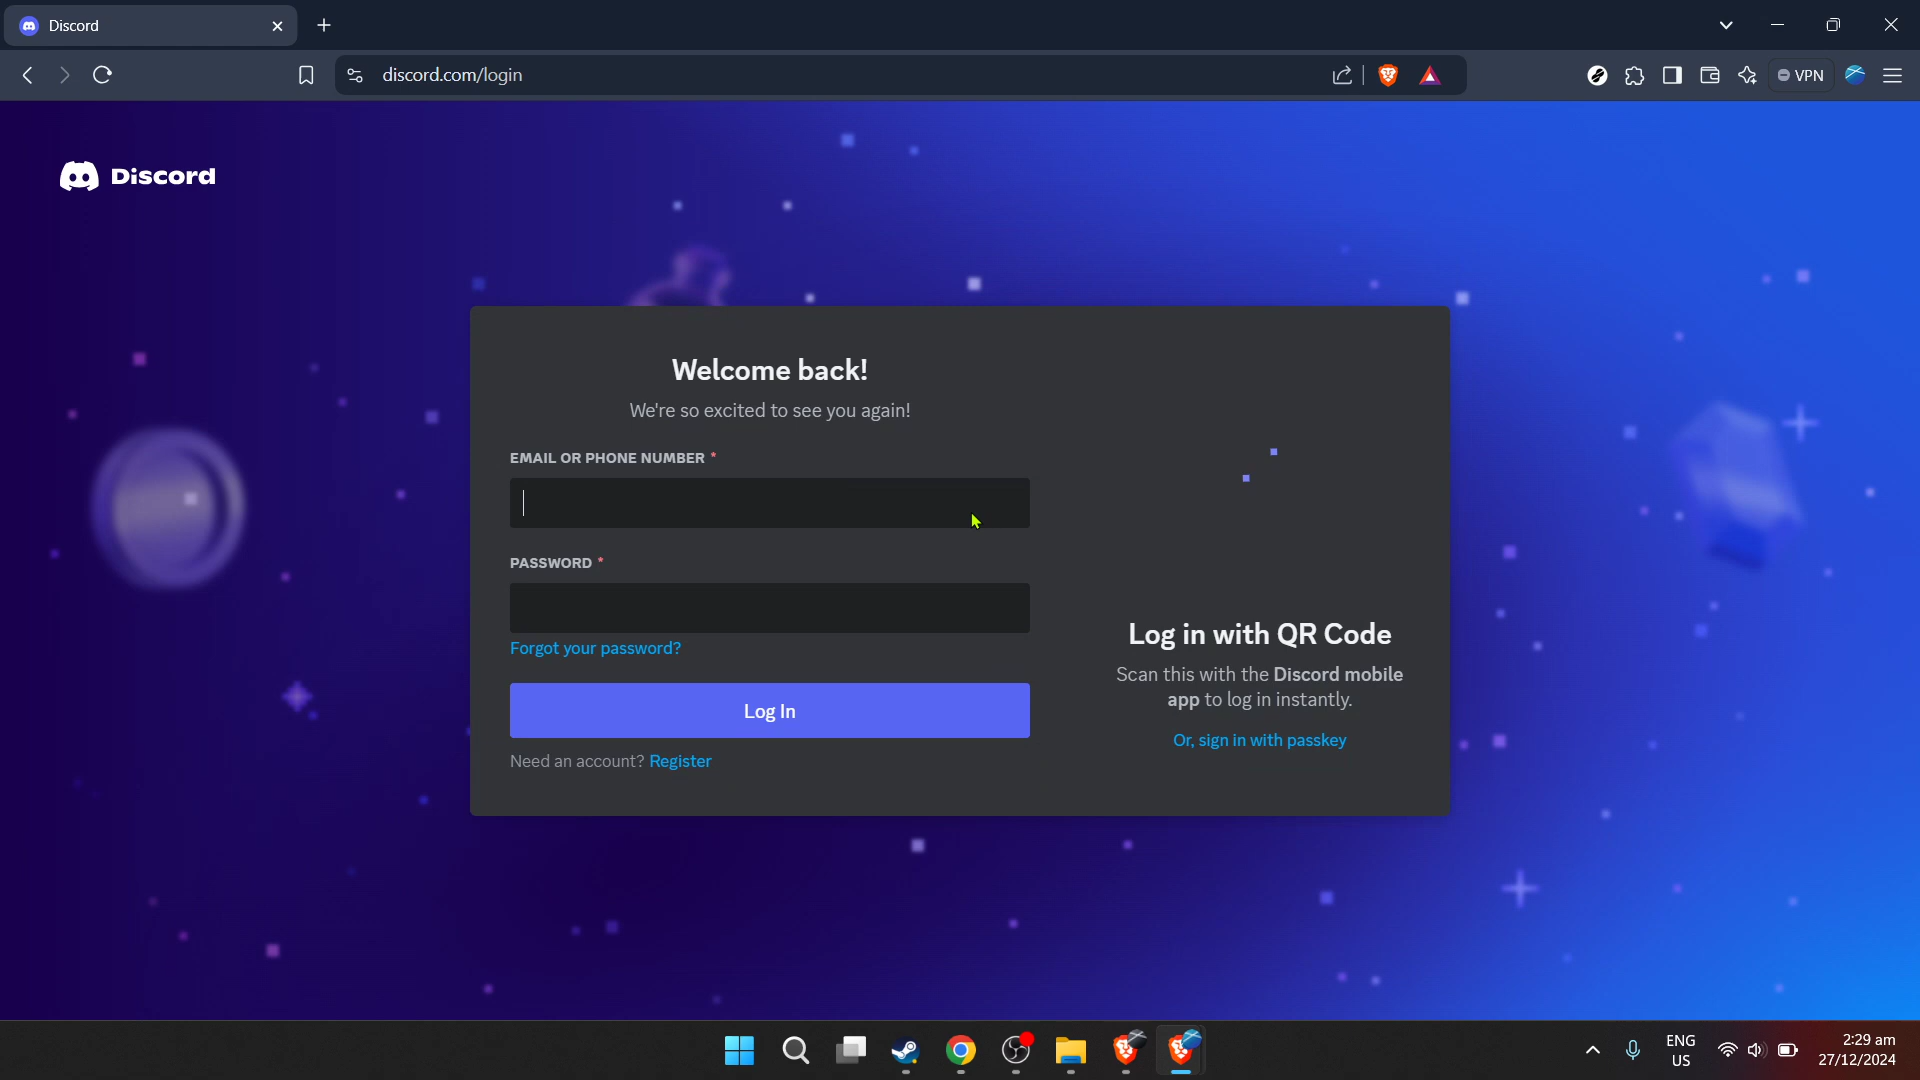 Discord
discord.com/login
VPN
Discord
Welcome back!
We're so excited to see you again!
EMAIL OR PHONE NUMBER *
PASSWORD *
Forgot your password?
Log In
Need an account? Register
Log in with QR Code
Scan this with the Discord mobile
app to log in instantly.
Or, sign in with passkey
ENG
US
2:29 am
27/12/2024